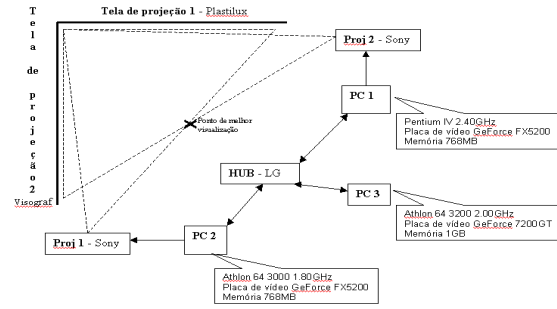 Tela de projeção 1 - Plastilux
T
e
l
a
de
p
r
o
j
e
ç
ã
o
2
Visograf
Proj 2 - Sony
Ponto de melhor
visualização
PC 1
Pentium IV 2.40GHz
Placa de vídeo GeForce FX5200
Memória 768MB
HUB - LG
PC 3
Athlon 64 3200 2.00GHz
Placa de vídeo GeForce 7200GT
Memória 1GB
Proj 1 - Sony
PC 2
Athlon 64 3000 1.80GHz
Placa de vídeo GeForce FX5200
Memória 768MB